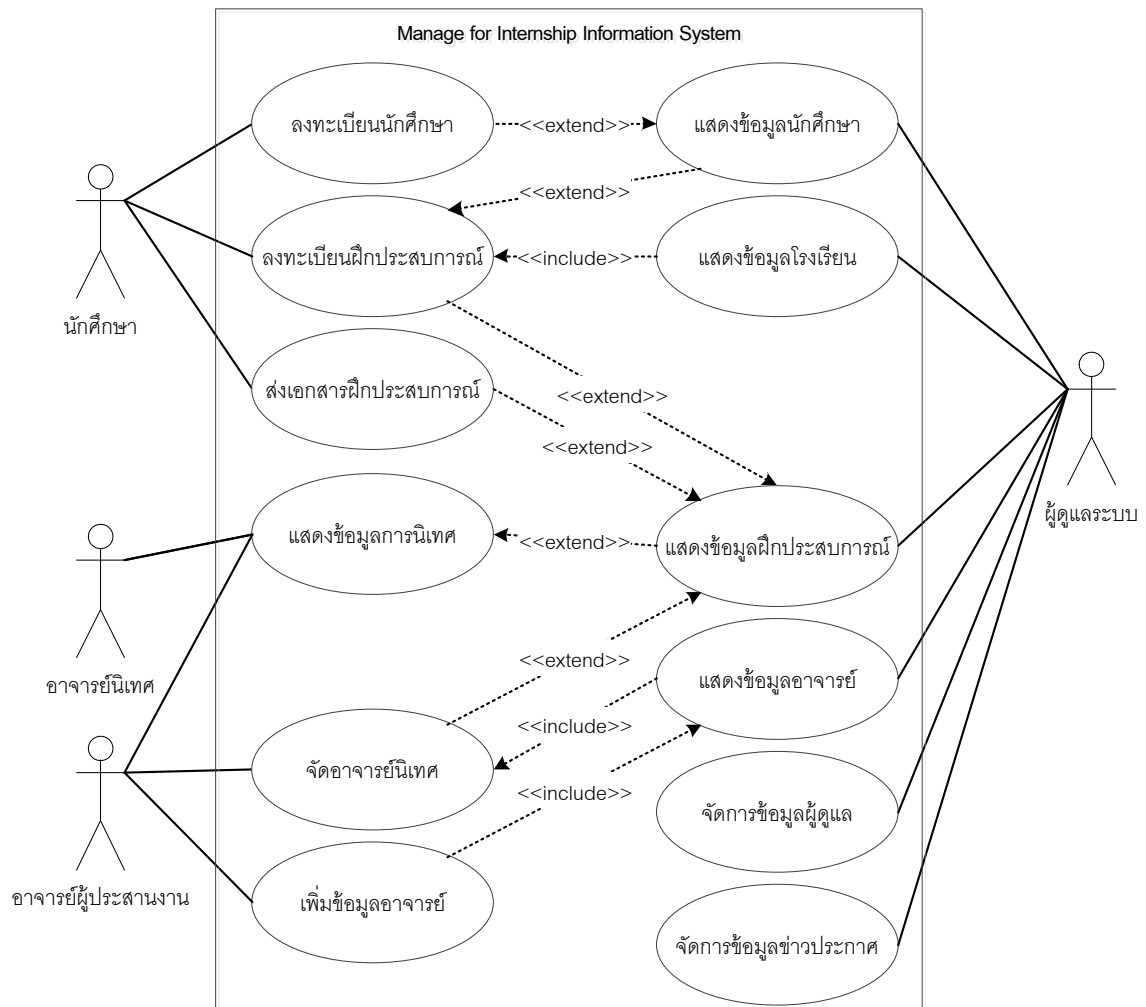 Manage for Internship Information System
ลงทะเบียนนักศึกษา
<<extend>>
แสดงข้อมูลนักศึกษา
<<extend>>
ลงทะเบียนฝึกประสบการณ์
<<include>>
แสดงข้อมูลโรงเรียน
นักศึกษา
ส่งเอกสารฝึกประสบการณ์
<<extend>>
<<extend>>
ผู้ดูแลระบบ
แสดงข้อมูลการนิเทศ
<<extend>>
แสดงข้อมูลฝึกประสบการณ์
อาจารย์นิเทศ
<<extend>>
แสดงข้อมูลอาจารย์
<<include>>
จัดอาจารย์นิเทศ
<<include>>
จัดการข้อมูลผู้ดูแล
อาจารย์ผู้ประสานงาน
เพิ่มข้อมูลอาจารย์
จัดการข้อมูลข่าวประกาศ